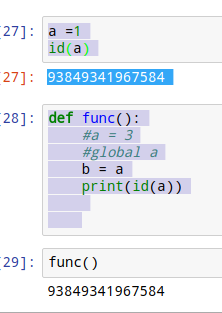 [27]: a =1
id(a)
[27]: 93849341967584
[28]: def func():
    #a = 3
    #global a
    b = a
    print(id(a))
[29]: func()
93849341967584